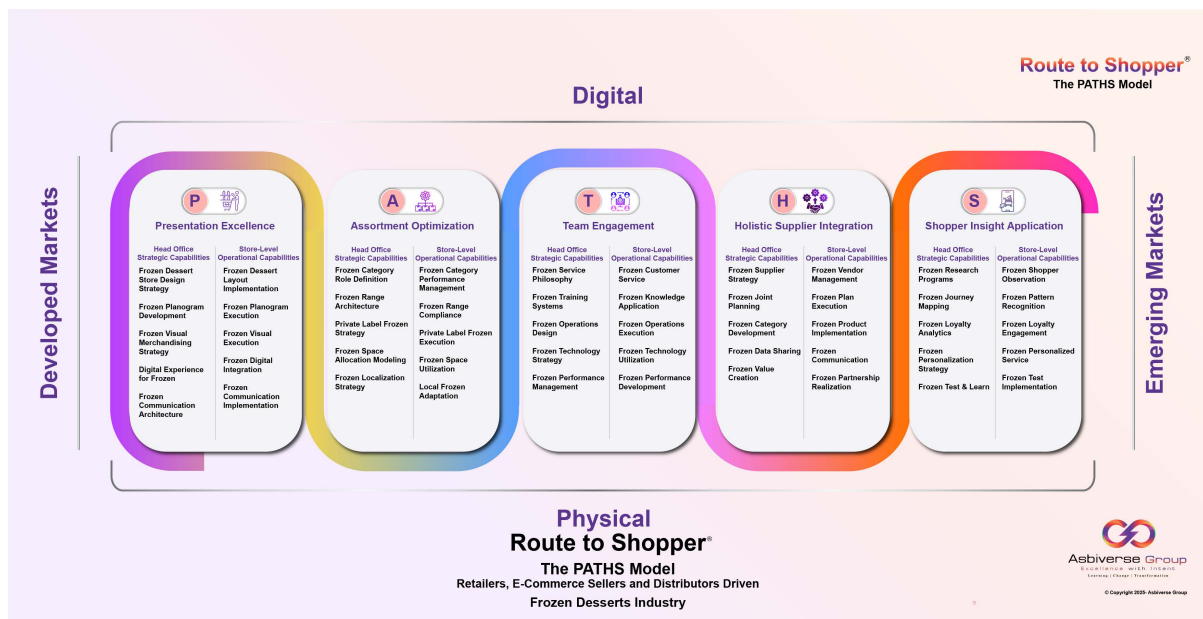 Route to Shopper®
The PATHS Model
Digital
Developed Markets
Emerging Markets
P
Presentation Excellence
Head Office
Strategic Capabilities
Frozen Dessert
Store Design
Strategy
Frozen Planogram
Development
Frozen Visual
Merchandising
Strategy
Digital Experience
for Frozen
Frozen
Communication
Architecture
Store-Level
Operational Capabilities
Frozen Dessert
Layout
Implementation
Frozen Planogram
Execution
Frozen Visual
Execution
Frozen Digital
Integration
Frozen
Communication
Implementation
A
Assortment Optimization
Head Office
Strategic Capabilities
Frozen Category
Role Definition
Frozen Range
Architecture
Private Label Frozen
Strategy
Frozen Space
Allocation Modeling
Frozen Localization
Strategy
Store-Level
Operational Capabilities
Frozen Category
Performance
Management
Frozen Range
Compliance
Private Label Frozen
Execution
Frozen Space
Utilization
Local Frozen
Adaptation
T
Team Engagement
Head Office
Strategic Capabilities
Frozen Service
Philosophy
Frozen Training
Systems
Frozen Operations
Design
Frozen Technology
Strategy
Frozen Performance
Management
Store-Level
Operational Capabilities
Frozen Customer
Service
Frozen Knowledge
Application
Frozen Operations
Execution
Frozen Technology
Utilization
Frozen Performance
Development
H
Holistic Supplier Integration
Head Office
Strategic Capabilities
Frozen Supplier
Strategy
Frozen Joint
Planning
Frozen Category
Development
Frozen Data Sharing
Frozen Value
Creation
Store-Level
Operational Capabilities
Frozen Vendor
Management
Frozen Plan
Execution
Frozen Product
Implementation
Frozen
Communication
Frozen Partnership
Realization
S
Shopper Insight Application
Head Office
Strategic Capabilities
Frozen Research
Programs
Frozen Journey
Mapping
Frozen Loyalty
Analytics
Frozen
Personalization
Strategy
Frozen Test & Learn
Store-Level
Operational Capabilities
Frozen Shopper
Observation
Frozen Pattern
Recognition
Frozen Loyalty
Engagement
Frozen Personalized
Service
Frozen Test
Implementation
Physical
Route to Shopper®
The PATHS Model
Retailers, E-Commerce Sellers and Distributors Driven
Frozen Desserts Industry
Asbiverse Group
Excellence with Intent
Learning | Change | Transformation
© Copyright 2025- Asbiverse Group